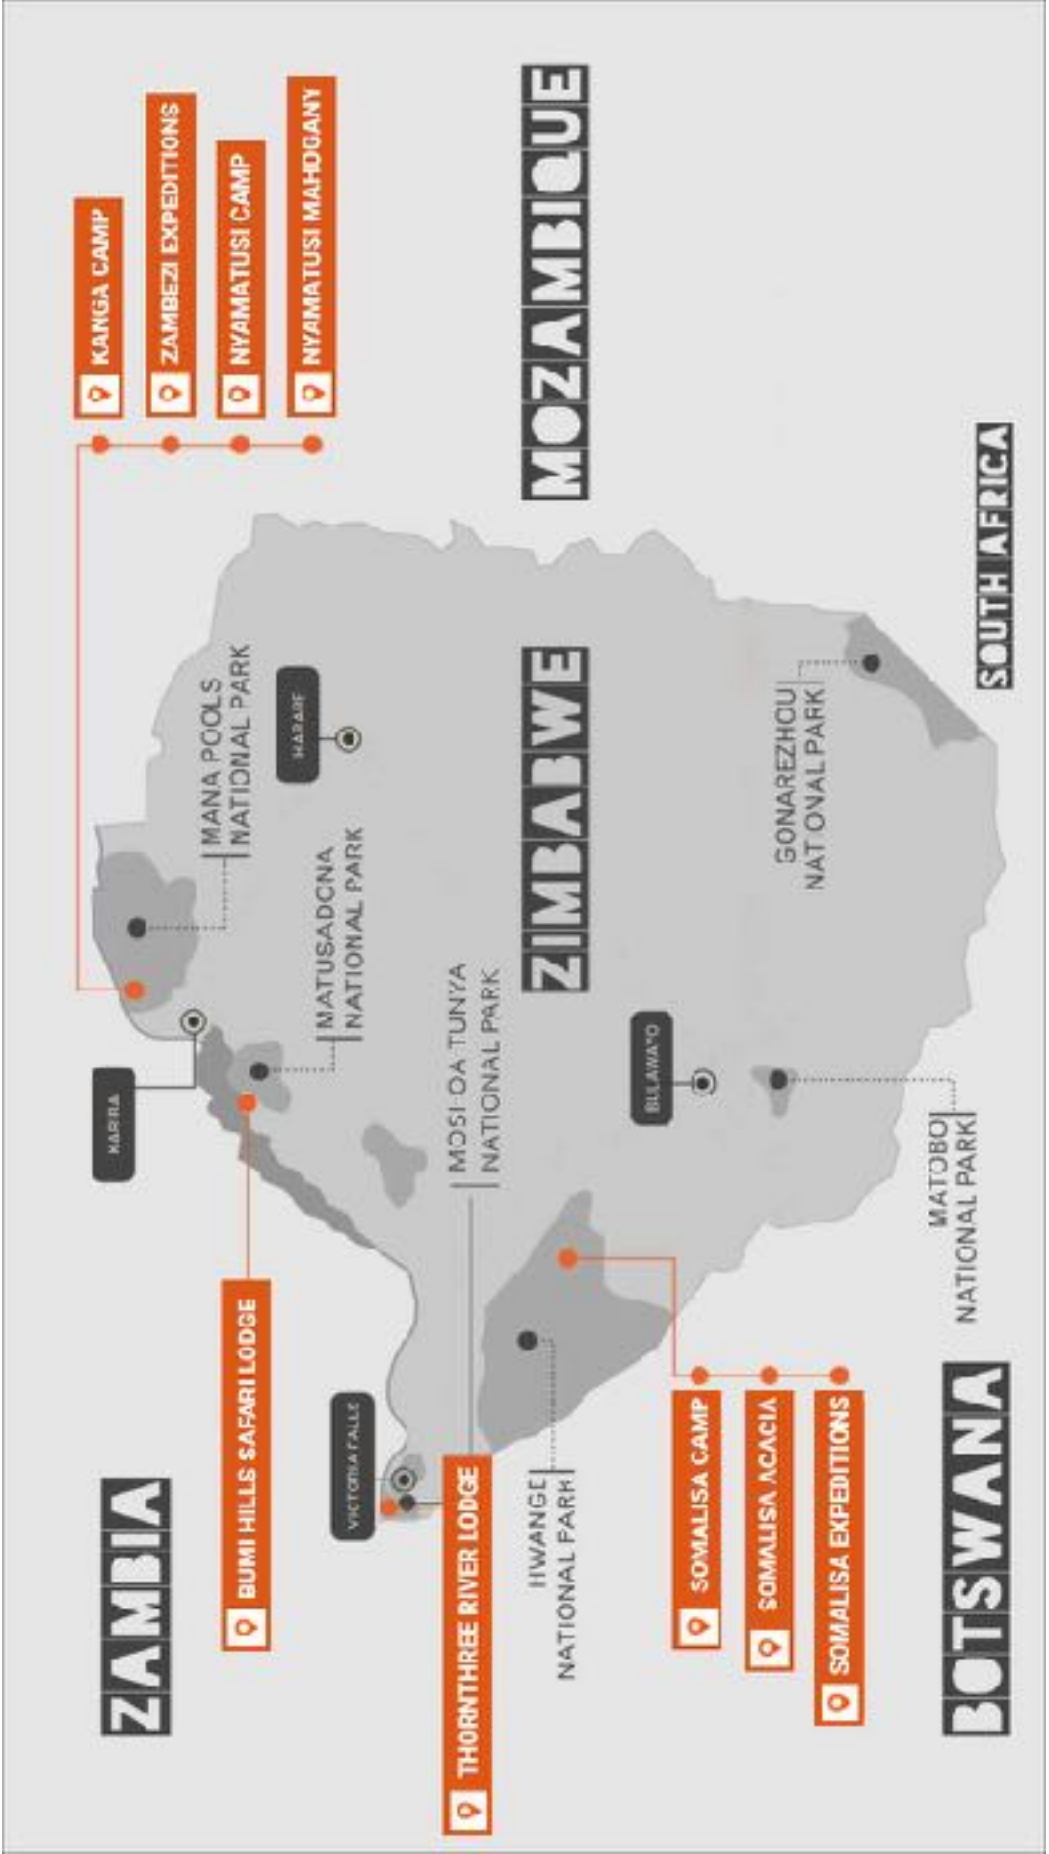 KANGA CAMP
ZAMBEZI EXPEDITIONS
NYAMATUSI CAMP
NYAMATUSI MAHOGANY
ZAMBIA
KARIBA
MANA POOLS
NATIONAL PARK
BUMI HILLS SAFARI LODGE
HARARE
MATUSADONA
NATIONAL PARK
VICTORIA FALLS
THORNTHREE RIVER LODGE
MOSI OA TUNYA
NATIONAL PARK
ZIMBABWE
MOZAMBIQUE
HWANGE
NATIONAL PARK
BULAWAYO
SOMALISA CAMP
SOMALISA ACACIA
SOMALISA EXPEDITIONS
GONAREZHOU
NATIONAL PARK
MATOBO
NATIONAL PARK
BOTSWANA
SOUTH AFRICA